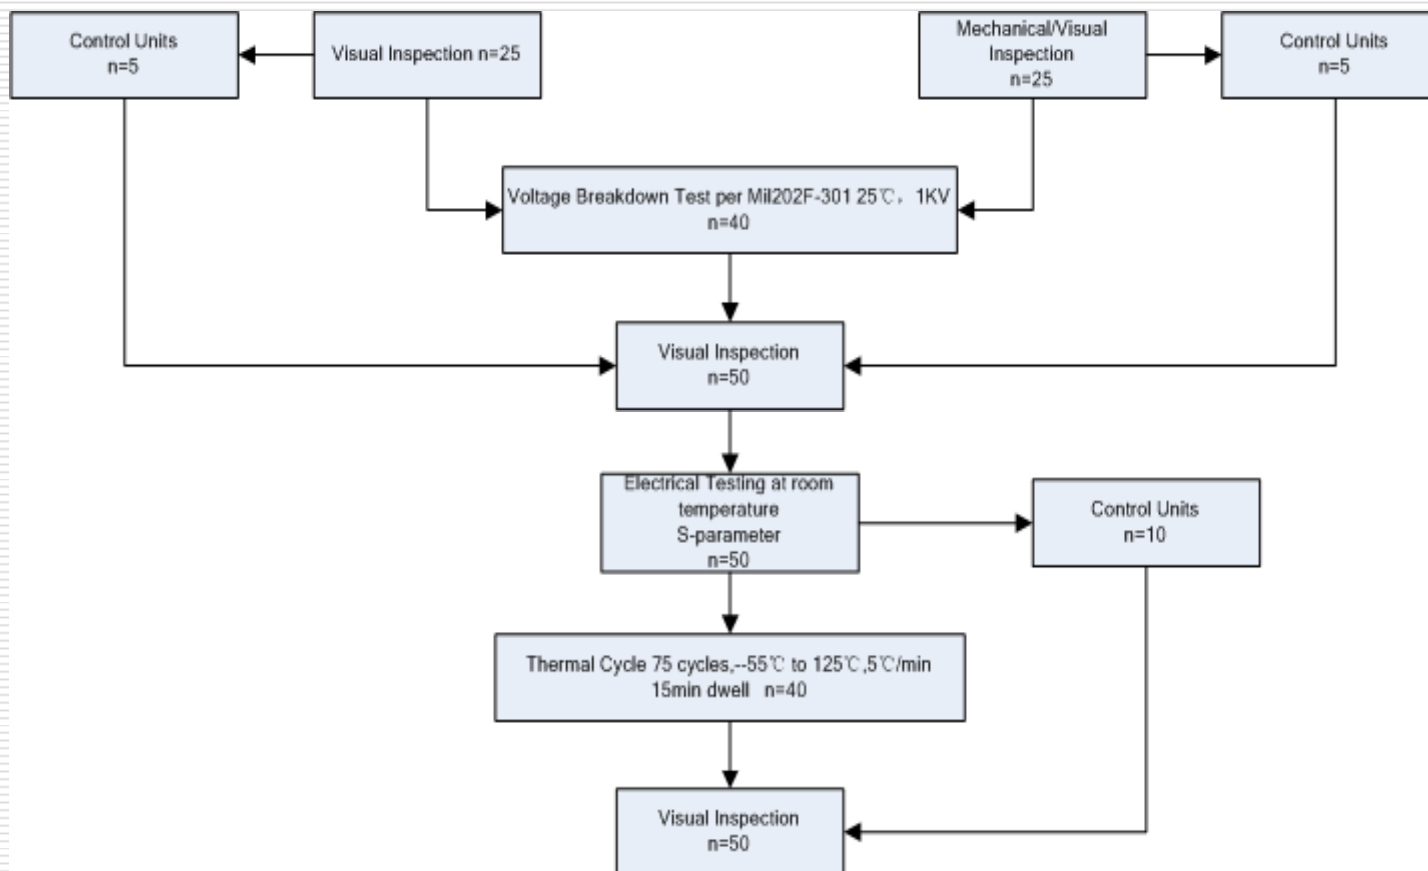 Control Units
n=5
Visual Inspection n=25
Mechanical/Visual
Inspection
n=25
Control Units
n=5
Voltage Breakdown Test per Mil202F-301 25℃，1KV
n=40
Visual Inspection
n=50
Electrical Testing at room
temperature
S-parameter
n=50
Control Units
n=10
Thermal Cycle 75 cycles,--55℃ to 125℃,5℃/min
15min dwell n=40
Visual Inspection
n=50